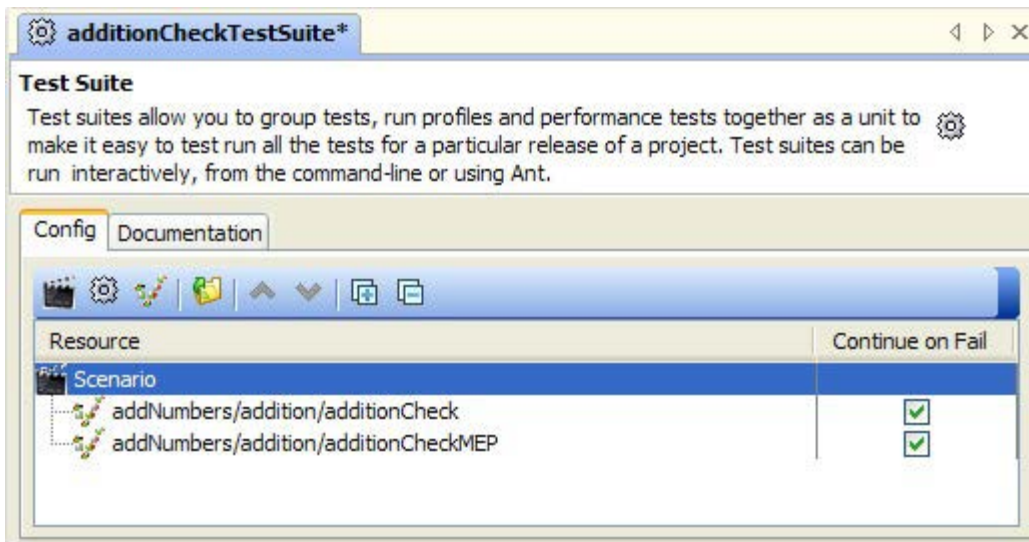 additionCheckTestSuite*
Test Suite
Test suites allow you to group tests, run profiles and performance tests together as a unit to
make it easy to test run all the tests for a particular release of a project. Test suites can be
run interactively, from the command-line or using Ant.
Config Documentation
Resource Continue on Fail
Scenario
addNumbers/addition/additionCheck
addNumbers/addition/additionCheckMEP